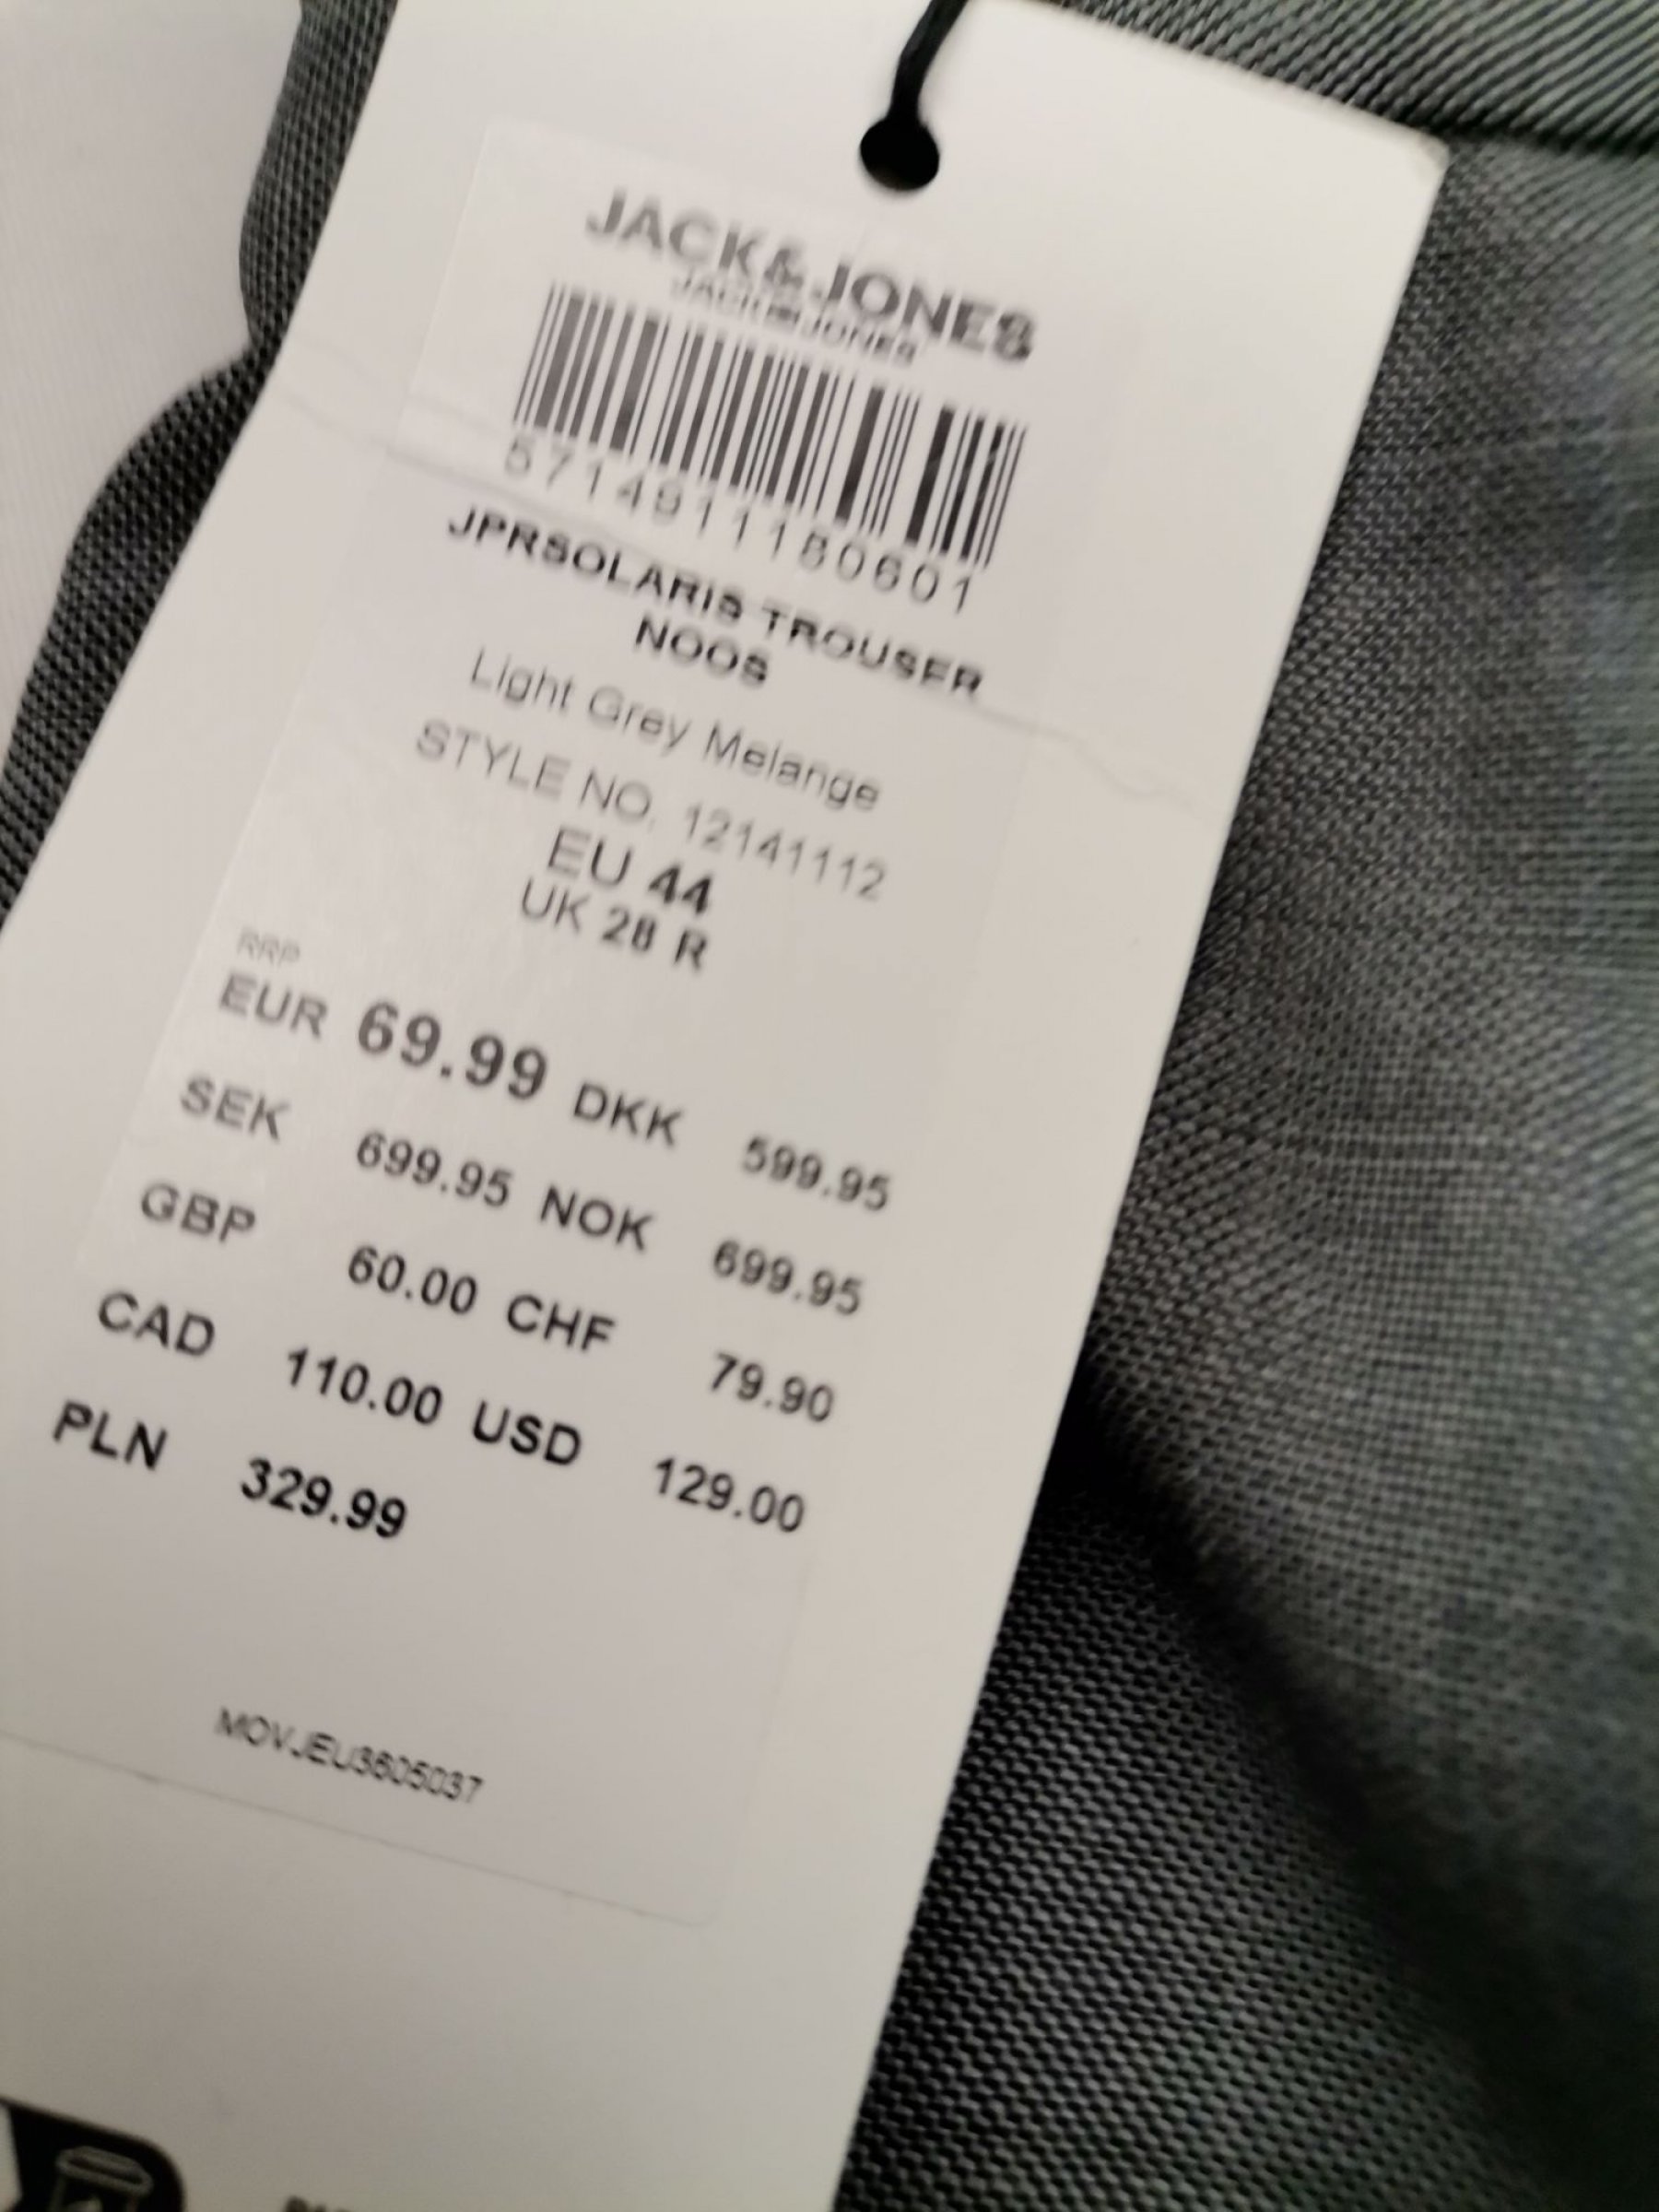 JACK&JONES
JACK&JONES
5714911180601
JPRSOLARIS TROUSER
NOOS
Light Grey Melange
STYLE NO. 12141112
EU 44
UK 28 R
RRP
EUR 69.99 DKK 599.95
SEK 699.95 NOK 699.95
GBP 60.00 CHF 79.90
CAD 110.00 USD 129.00
PLN 329.99
MOVJEU3605037